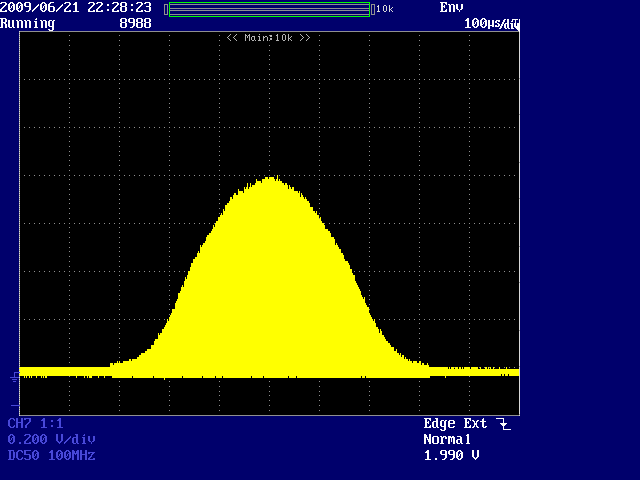 2009/06/21 22:28:23 10k Env
Running 8988 100µs/div
<< Main:10k >>
CH7 1:1
0.200 V/div
DC50 100MHz
Edge Ext
Normal
1.990 V